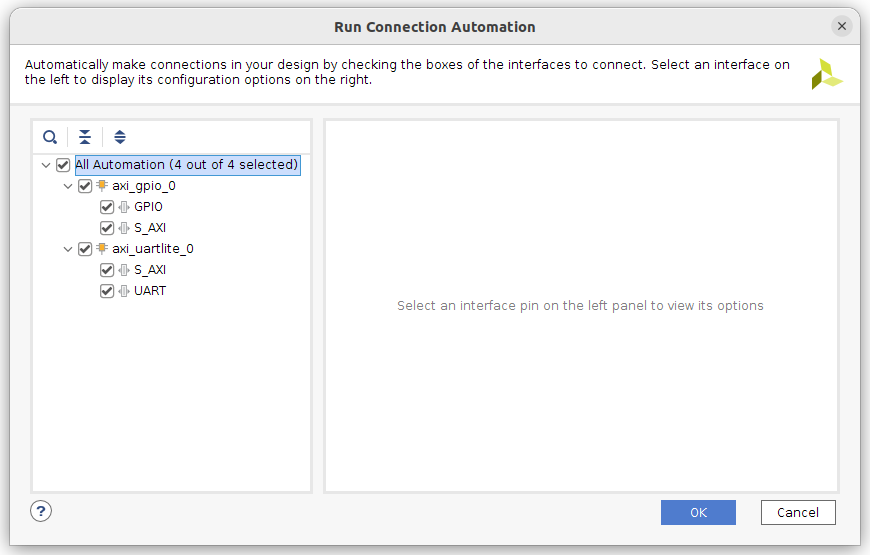 Run Connection Automation
Automatically make connections in your design by checking the boxes of the interfaces to connect. Select an interface on
the left to display its configuration options on the right.
All Automation (4 out of 4 selected)
axi_gpio_0
GPIO
S_AXI
axi_uartlite_0
S_AXI
UART
Select an interface pin on the left panel to view its options
?
OK
Cancel